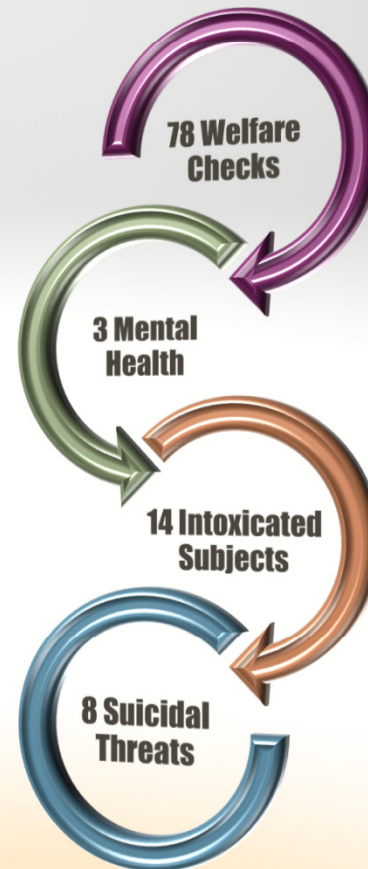 78 Welfare
Checks
3 Mental
Health
14 Intoxicated
Subjects
8 Suicidal
Threats